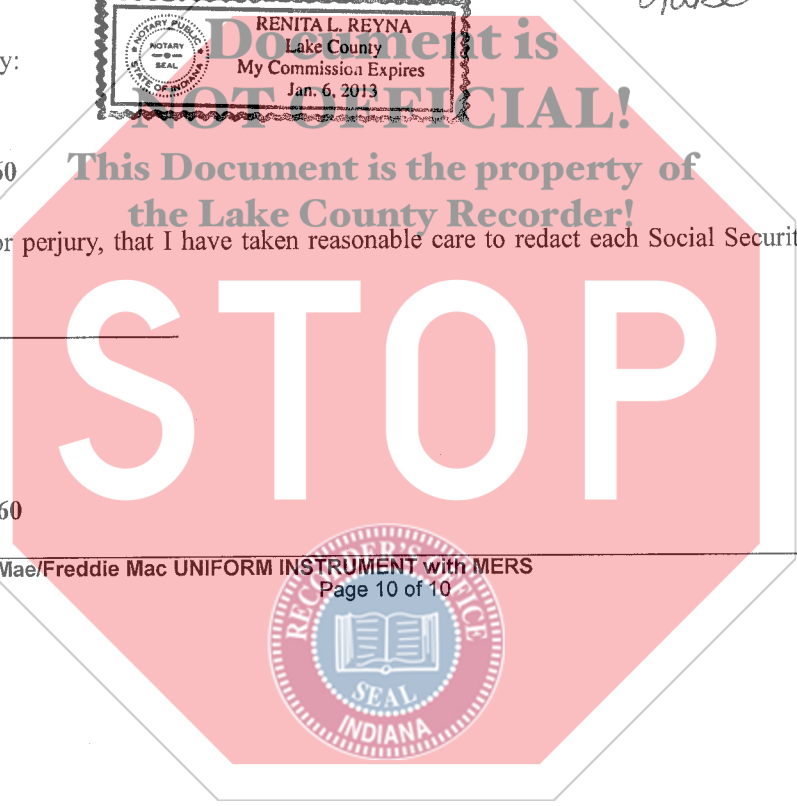 NOTARY PUBLIC
NOTARY
SEAL
STATE OF INDIANA
RENITA L. REYNA
Lake County
My Commission Expires
Jan. 6, 2013
y:
Document is
NOT OFFICIAL!
This Document is the property of
the Lake County Recorder!
60
or perjury, that I have taken reasonable care to redact each Social Securit
STOP
60
Mae/Freddie Mac UNIFORM INSTRUMENT with MERS
Page 10 of 10
RECORDER'S OFFICE
SEAL
INDIANA